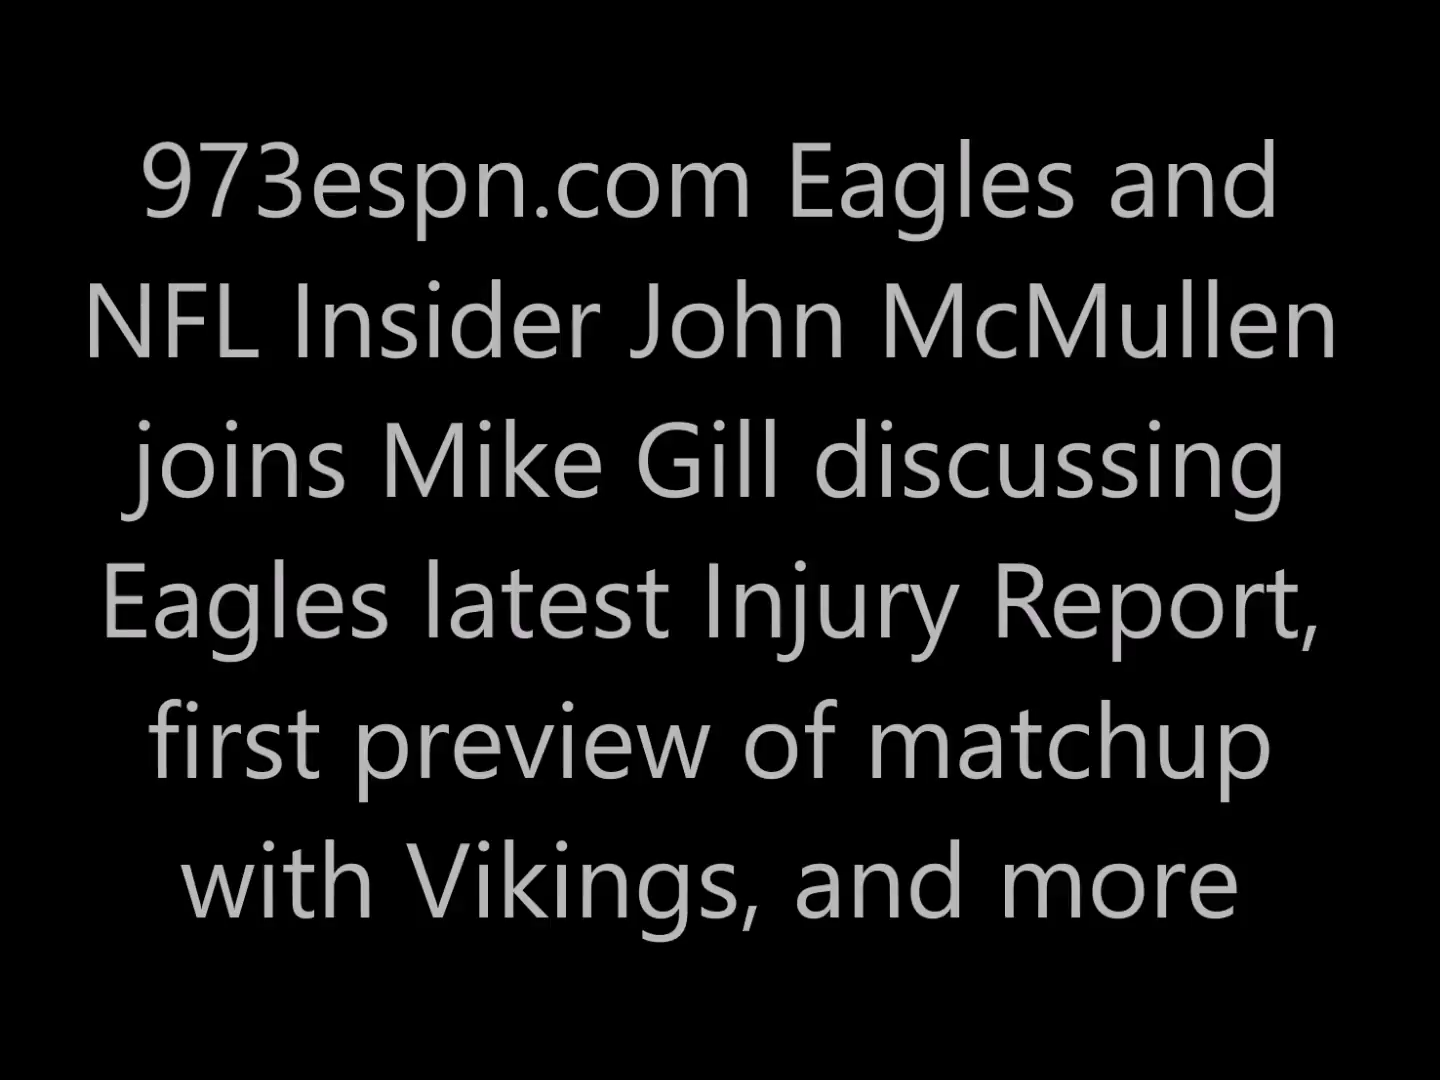 973espn.com Eagles and
NFL Insider John McMullen
joins Mike Gill discussing
Eagles latest Injury Report,
first preview of matchup
with Vikings, and more